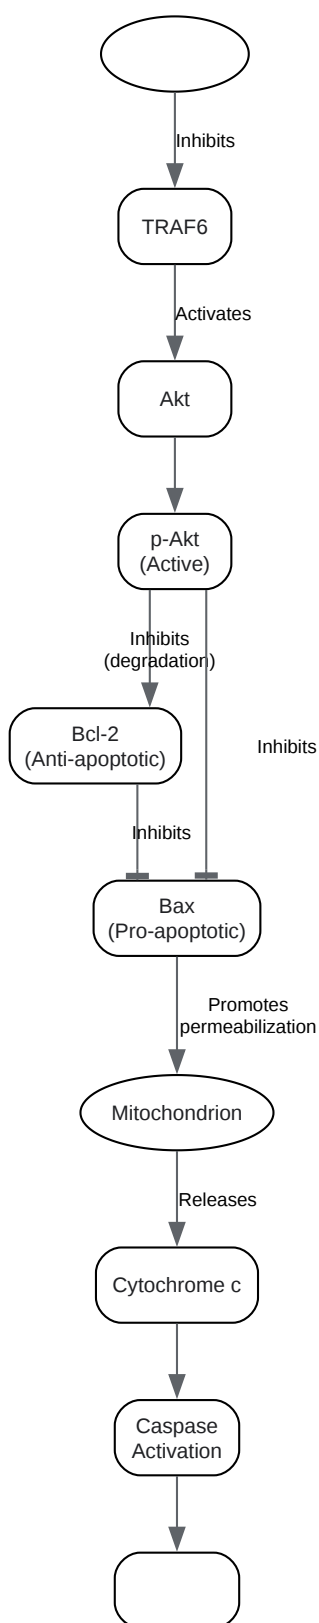 Inhibits
TRAF6
Activates
Akt
p-Akt
(Active)
Inhibits
(degradation)
Bcl-2
(Anti-apoptotic)
Inhibits
Inhibits
Bax
(Pro-apoptotic)
Promotes
permeabilization
Mitochondrion
Releases
Cytochrome c
Caspase
Activation